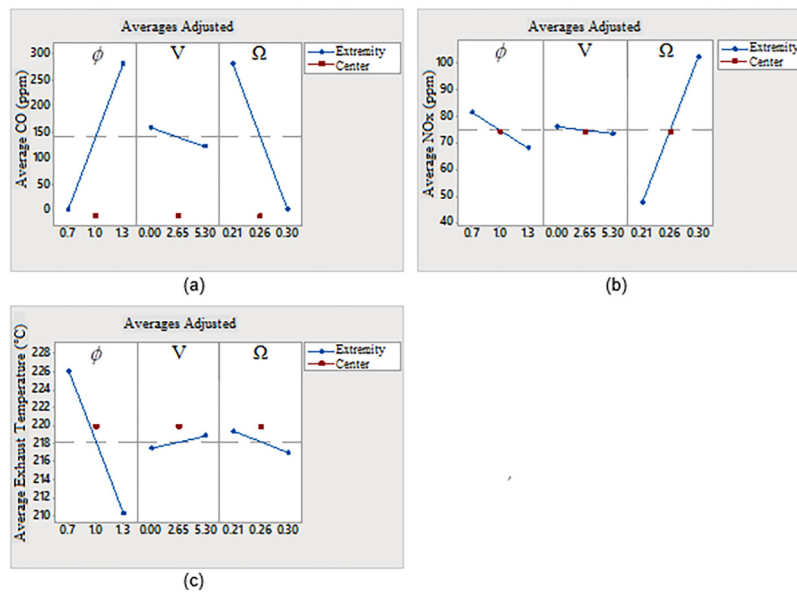 Averages Adjusted
ϕ V Ω
Extremity
Center
Average CO (ppm)
300
250
200
150
100
50
0
0.7 1.0 1.3 0.00 2.65 5.30 0.21 0.26 0.30
(a)
Averages Adjusted
ϕ V Ω
Extremity
Center
Average NOx (ppm)
100
90
80
70
60
50
40
0.7 1.0 1.3 0.00 2.65 5.30 0.21 0.26 0.30
(b)
Averages Adjusted
ϕ V Ω
Extremity
Center
Average Exhaust Temperature (°C)
228
226
224
222
220
218
216
214
212
210
0.7 1.0 1.3 0.00 2.65 5.30 0.21 0.26 0.30
(c)
,